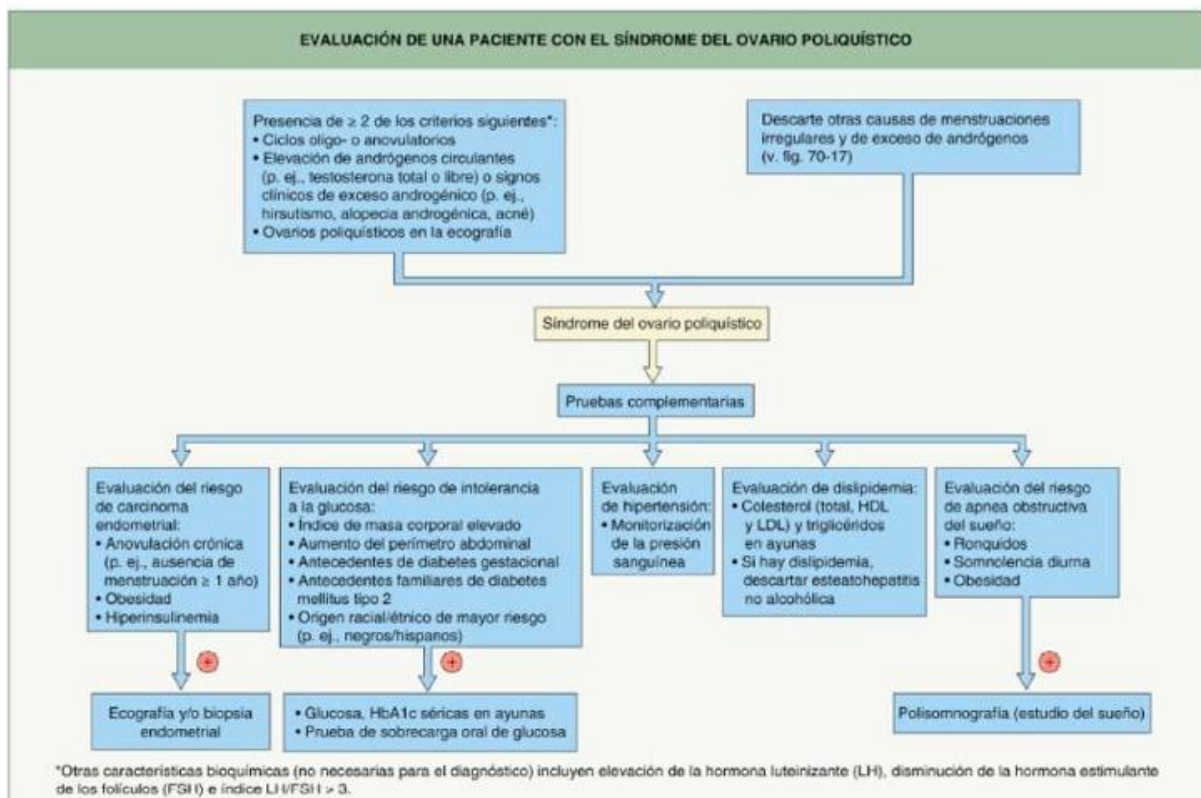 EVALUACIÓN DE UNA PACIENTE CON EL SÍNDROME DEL OVARIO POLIQUÍSTICO
Presencia de ≥ 2 de los criterios siguientes*:
• Ciclos oligo- o anovulatorios
• Elevación de andrógenos circulantes
(p. ej., testosterona total o libre) o signos
clínicos de exceso androgénico (p. ej.,
hirsutismo, alopecia androgénica, acné)
• Ovarios poliquísticos en la ecografía
Descarte otras causas de menstruaciones
irregulares y de exceso de andrógenos
(v. fig. 70-17)
Síndrome del ovario poliquístico
Pruebas complementarias
Evaluación del riesgo
de carcinoma
endometrial:
• Anovulación crónica
(p. ej., ausencia de
menstruación ≥ 1 año)
• Obesidad
• Hiperinsulinemia
Evaluación del riesgo de intolerancia
a la glucosa:
• Índice de masa corporal elevado
• Aumento del perímetro abdominal
• Antecedentes de diabetes gestacional
• Antecedentes familiares de diabetes
mellitus tipo 2
• Origen racial/étnico de mayor riesgo
(p. ej., negros/hispanos)
Evaluación
de hipertensión:
• Monitorización
de la presión
sanguínea
Evaluación de dislipidemia:
• Colesterol (total, HDL
y LDL) y triglicéridos
en ayunas
• Si hay dislipidemia,
descartar esteatohepatitis
no alcohólica
Evaluación del riesgo
de apnea obstructiva
del sueño:
• Ronquidos
• Somnolencia diurna
• Obesidad
+
+
+
Ecografía y/o biopsia
endometrial
• Glucosa, HbA1c séricas en ayunas
• Prueba de sobrecarga oral de glucosa
Polisomnografía (estudio del sueño)
*Otras características bioquímicas (no necesarias para el diagnóstico) incluyen elevación de la hormona luteinizante (LH), disminución de la hormona estimulante
de los folículos (FSH) e índice LH/FSH > 3.